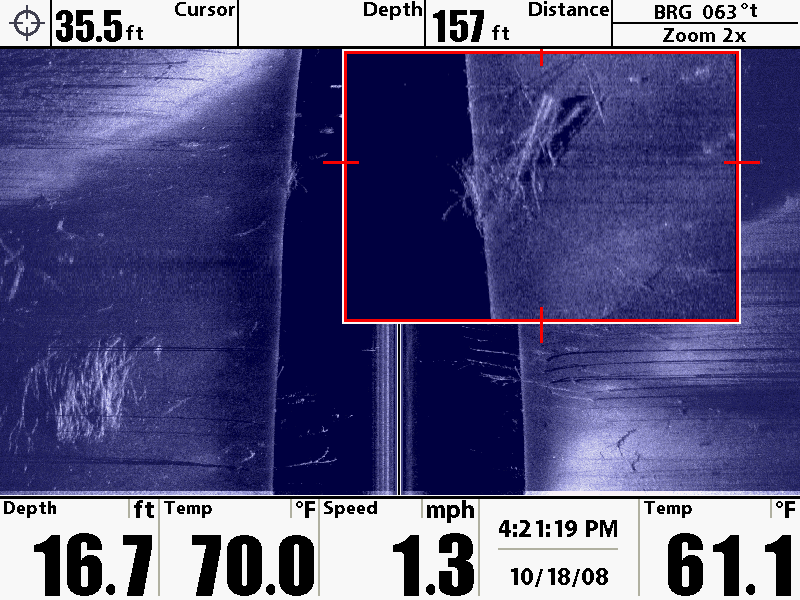 Cursor
35.5 ft
Depth
157 ft
Distance
BRG 063°t
Zoom 2x
Depth ft
16.7
Temp °F
70.0
Speed mph
1.3
4:21:19 PM
10/18/08
Temp °F
61.1